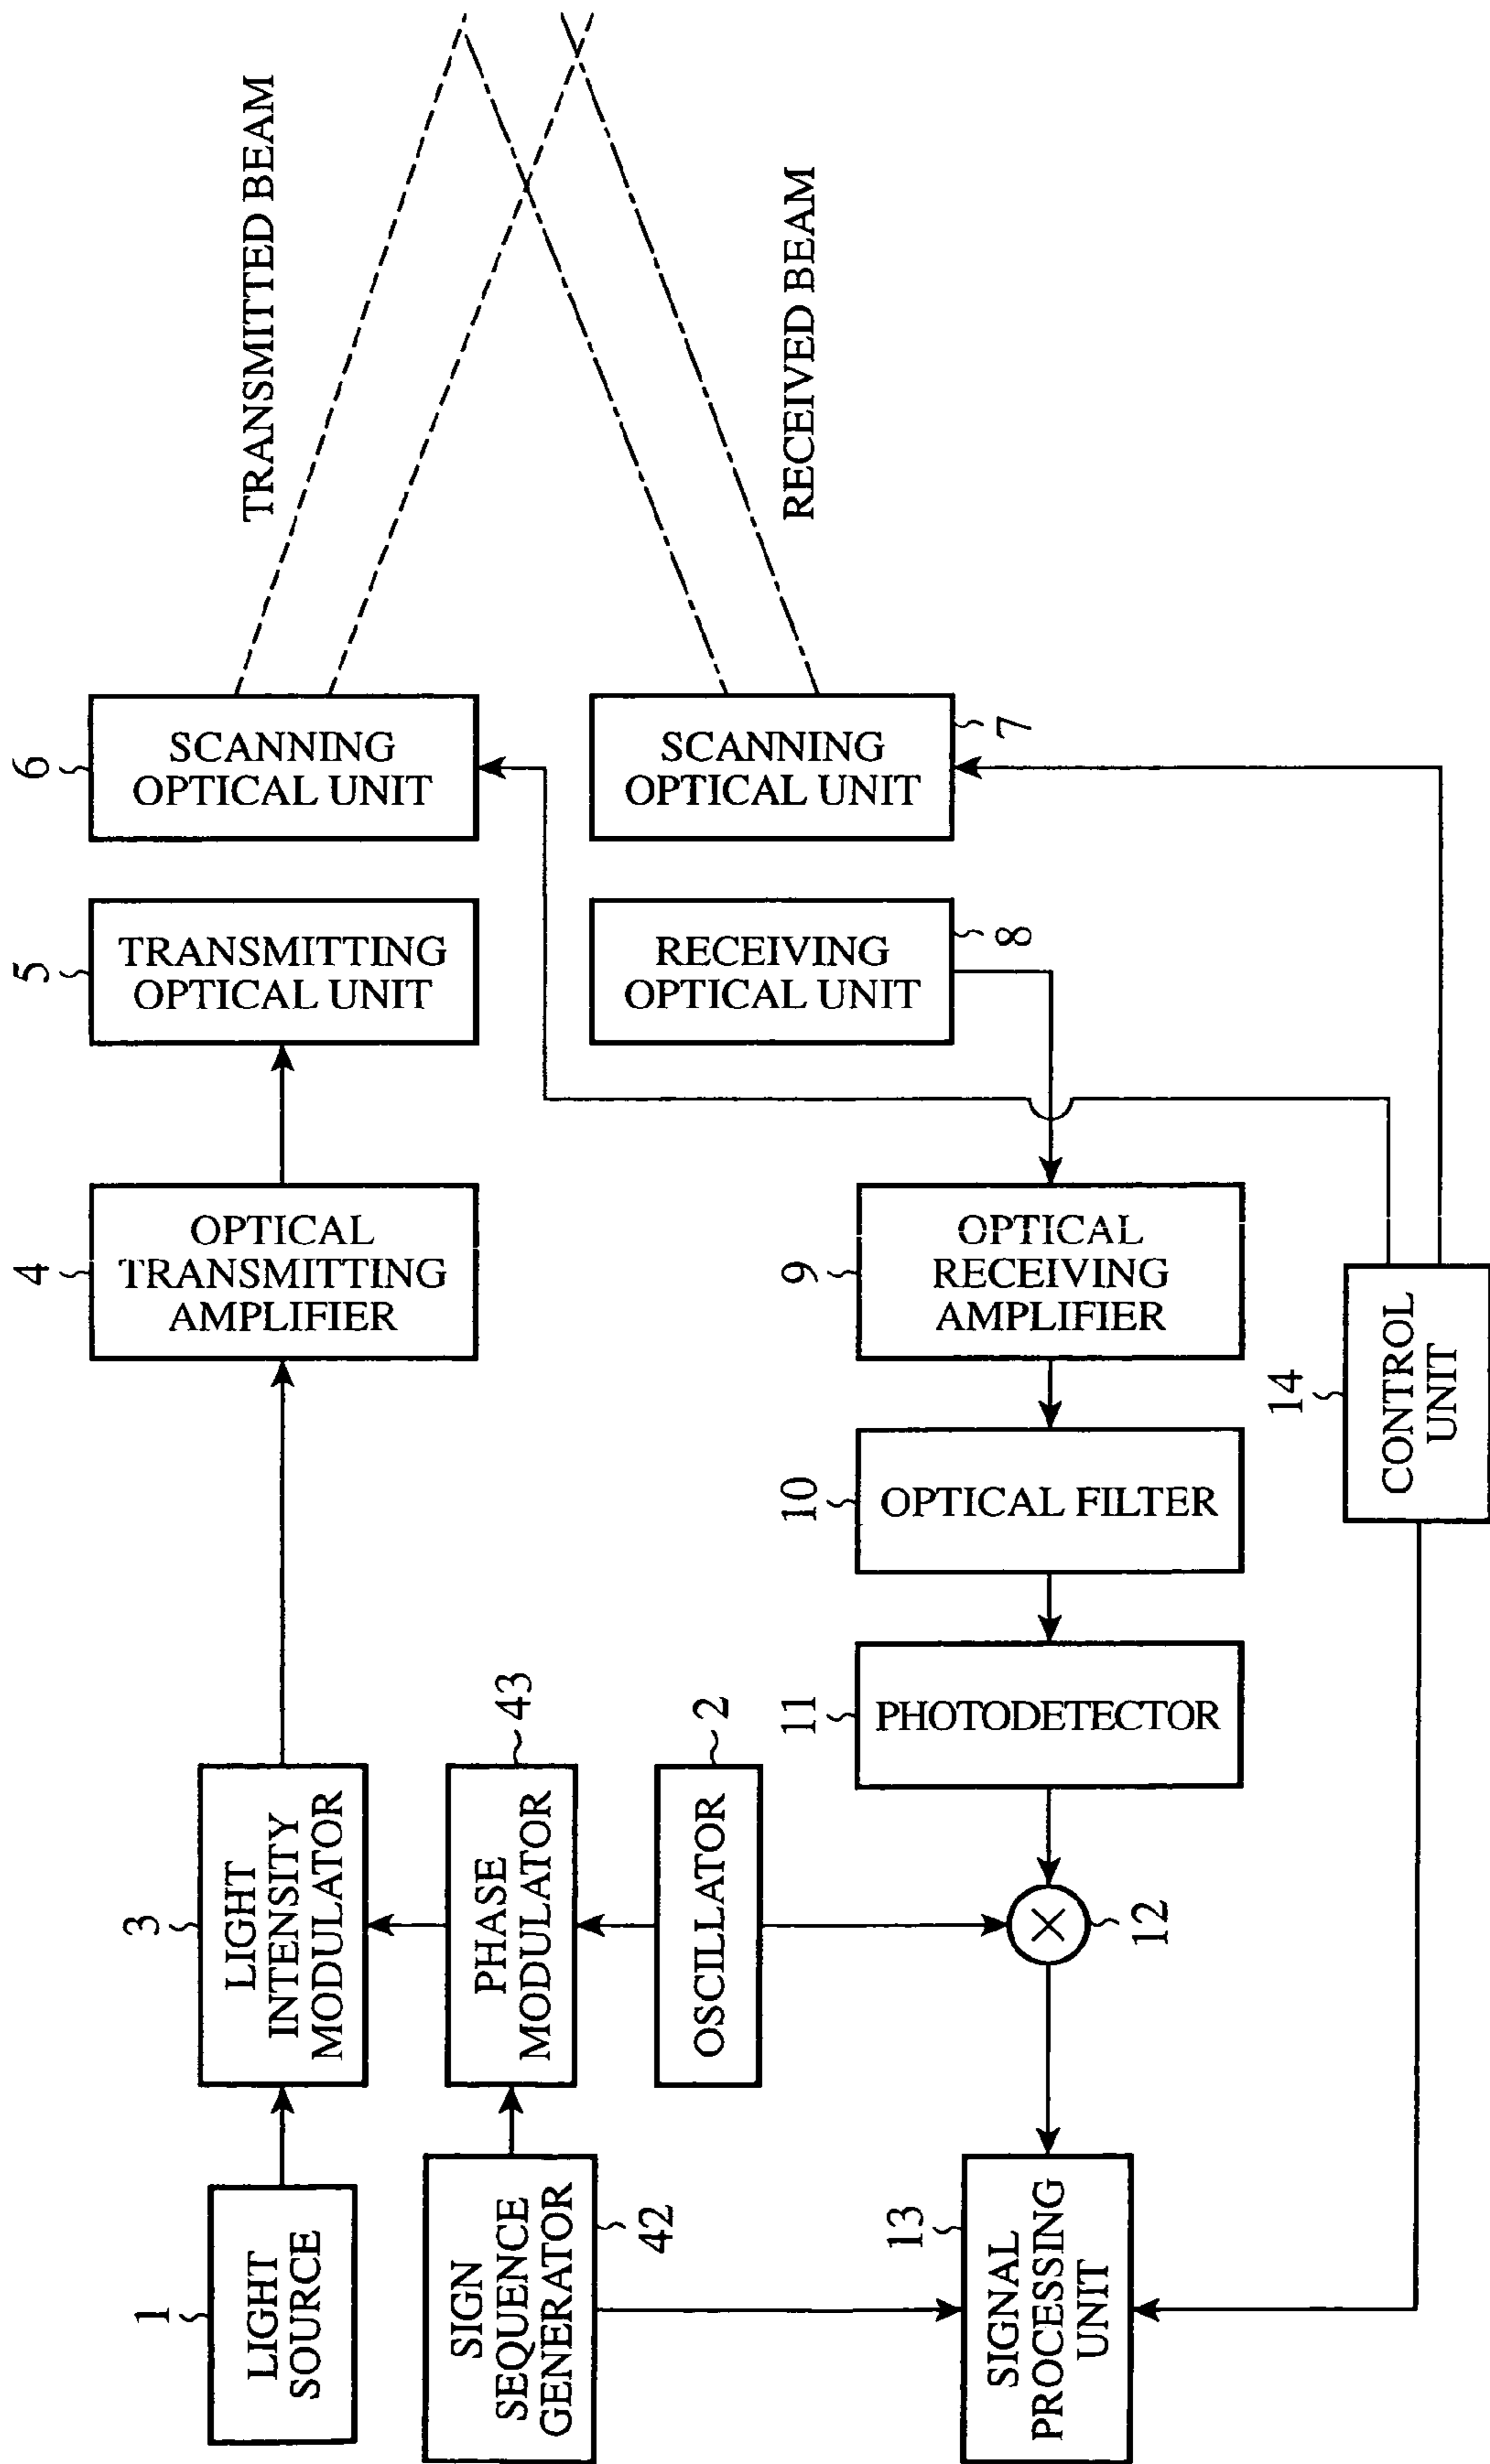 1
LIGHT
SOURCE
3
LIGHT
INTENSITY
MODULATOR
4
OPTICAL
TRANSMITTING
AMPLIFIER
5
TRANSMITTING
OPTICAL UNIT
6
SCANNING
OPTICAL UNIT
TRANSMITTED BEAM
SIGN
SEQUENCE
GENERATOR
42
PHASE
MODULATOR
43
OSCILLATOR
2
RECEIVING
OPTICAL UNIT
8
SCANNING
OPTICAL UNIT
7
RECEIVED BEAM
13
SIGNAL
PROCESSING
UNIT
12
11
PHOTODETECTOR
10
OPTICAL FILTER
9
OPTICAL
RECEIVING
AMPLIFIER
14
CONTROL
UNIT